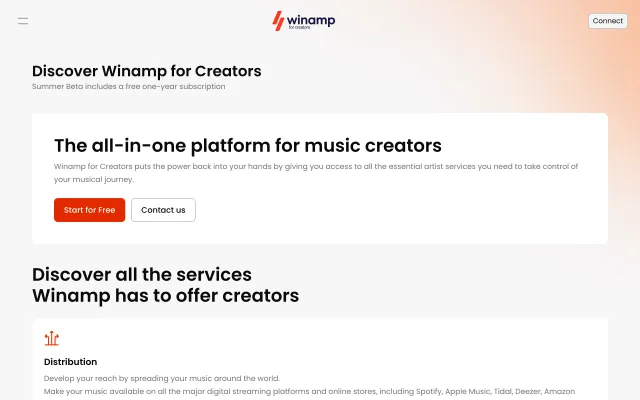 winamp
for creators
Connect
Discover Winamp for Creators
Summer Beta includes a free one-year subscription
The all-in-one platform for music creators
Winamp for Creators puts the power back into your hands by giving you access to all the essential artist services you need to take control of
your musical journey.
Start for Free
Contact us
Discover all the services
Winamp has to offer creators
Distribution
Develop your reach by spreading your music around the world.
Make your music available on all the major digital streaming platforms and online stores, including Spotify, Apple Music, Tidal, Deezer, Amazon